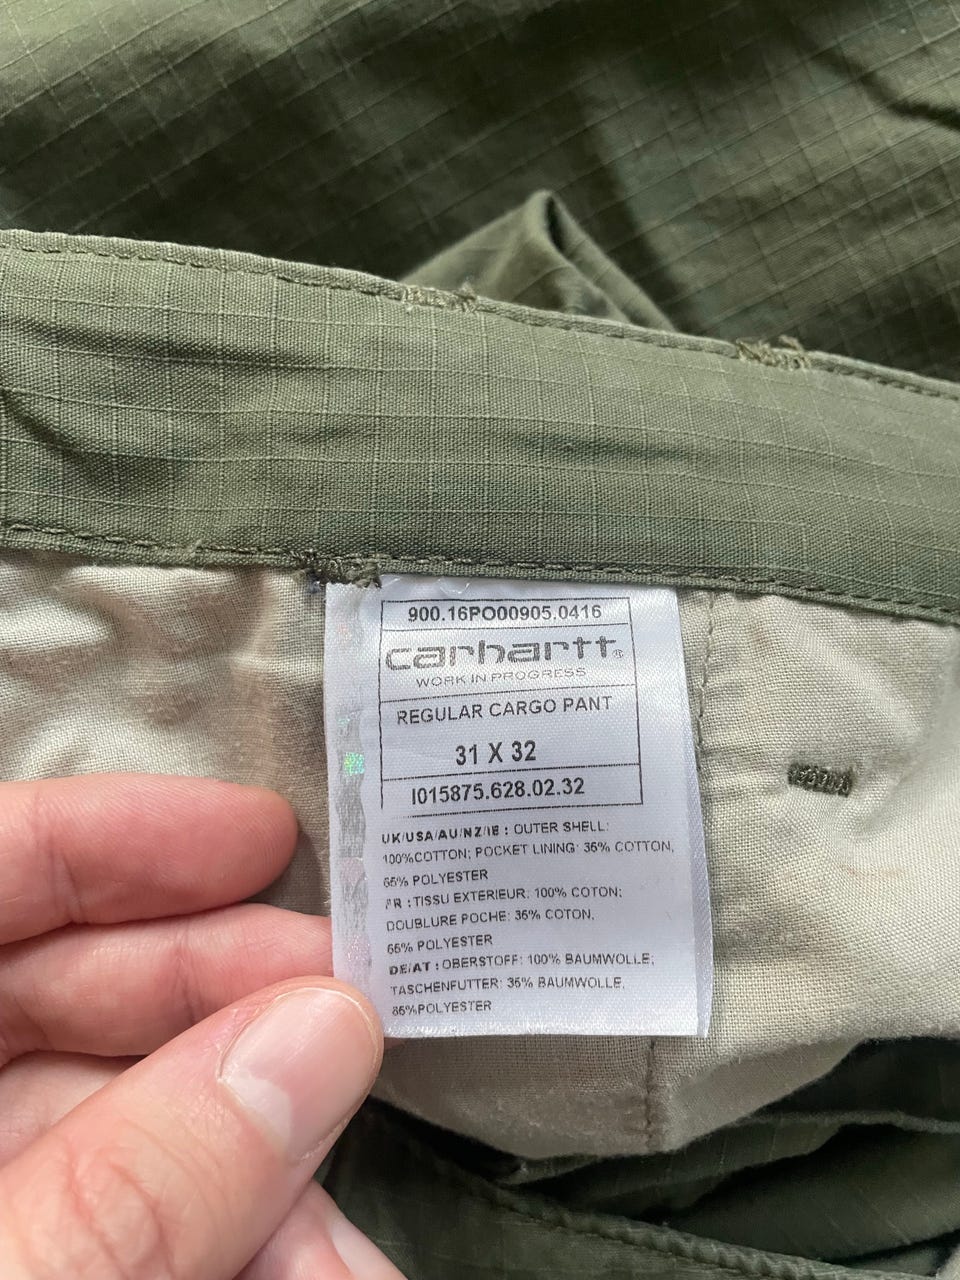 900.16PO00905.0416
carhartt®
WORK IN PROGRESS
REGULAR CARGO PANT
31 X 32
I015875.628.02.32
UK/USA/AU/NZ/IE : OUTER SHELL:
100%COTTON; POCKET LINING: 35% COTTON,
65% POLYESTER
FR : TISSU EXTERIEUR: 100% COTON;
DOUBLURE POCHE: 35% COTON,
65% POLYESTER
DE/AT : OBERSTOFF: 100% BAUMWOLLE;
TASCHENFUTTER: 35% BAUMWOLLE,
65%POLYESTER